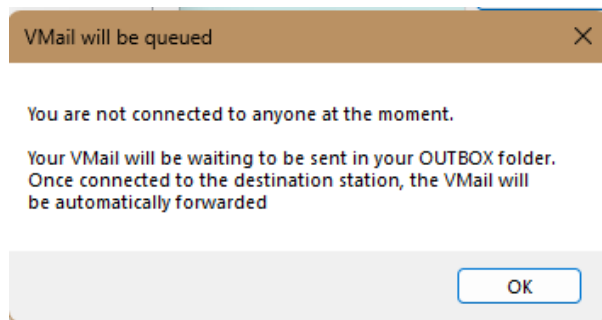 VMail will be queued
You are not connected to anyone at the moment.
Your VMail will be waiting to be sent in your OUTBOX folder.
Once connected to the destination station, the VMail will
be automatically forwarded
OK